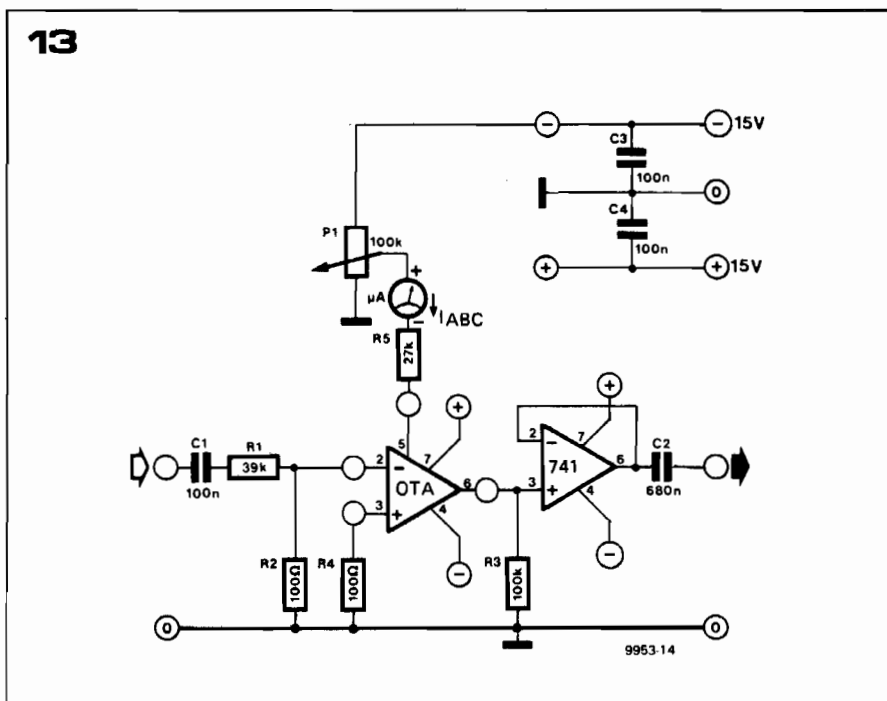 13
− − 15V
C3
100n
P1
100k
0
C4
+
100n
µA
IABC
−
+ + 15V
R5
27k
+
+
C1
R1
39k
100n
5
2 − 7
OTA
6
3 +
4
−
2 − 7
741
6
3 +
4
−
C2
680n
R2
100Ω
R4
100Ω
R3
100k
0
0
9953-14